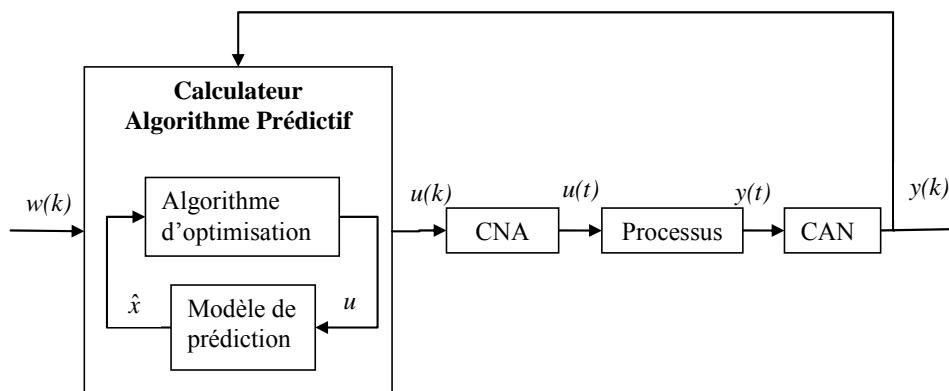 Calculateur
Algorithme Prédictif
w(k)
Algorithme
d'optimisation
x̂
Modèle de
prédiction
u
u(k)
CNA
u(t)
Processus
y(t)
CAN
y(k)